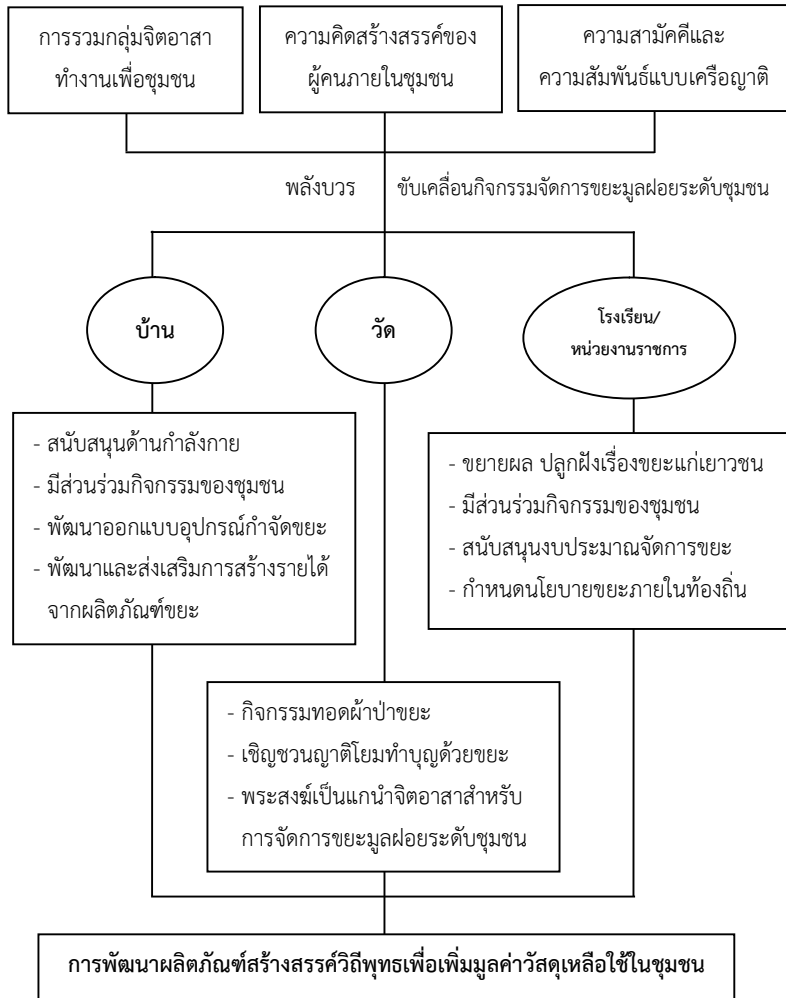 การรวมกลุ่มจิตอาสา
ทำงานเพื่อชุมชน
ความคิดสร้างสรรค์ของ
ผู้คนภายในชุมชน
ความสามัคคีและ
ความสัมพันธ์แบบเครือญาติ
พลังบวร
ขับเคลื่อนกิจกรรมจัดการขยะมูลฝอยระดับชุมชน
บ้าน
วัด
โรงเรียน/
หน่วยงานราชการ
- สนับสนุนด้านกำลังกาย
- มีส่วนร่วมกิจกรรมของชุมชน
- พัฒนาออกแบบอุปกรณ์กำจัดขยะ
- พัฒนาและส่งเสริมการสร้างรายได้
จากผลิตภัณฑ์ขยะ
- ขยายผล ปลูกฝังเรื่องขยะแก่เยาวชน
- มีส่วนร่วมกิจกรรมของชุมชน
- สนับสนุนงบประมาณจัดการขยะ
- กำหนดนโยบายขยะภายในท้องถิ่น
- กิจกรรมทอดผ้าป่าขยะ
- เชิญชวนญาติโยมทำบุญด้วยขยะ
- พระสงฆ์เป็นแกนำจิตอาสาสำหรับ
การจัดการขยะมูลฝอยระดับชุมชน
การพัฒนาผลิตภัณฑ์สร้างสรรค์วิถีพุทธเพื่อเพิ่มมูลค่าวัสดุเหลือใช้ในชุมชน